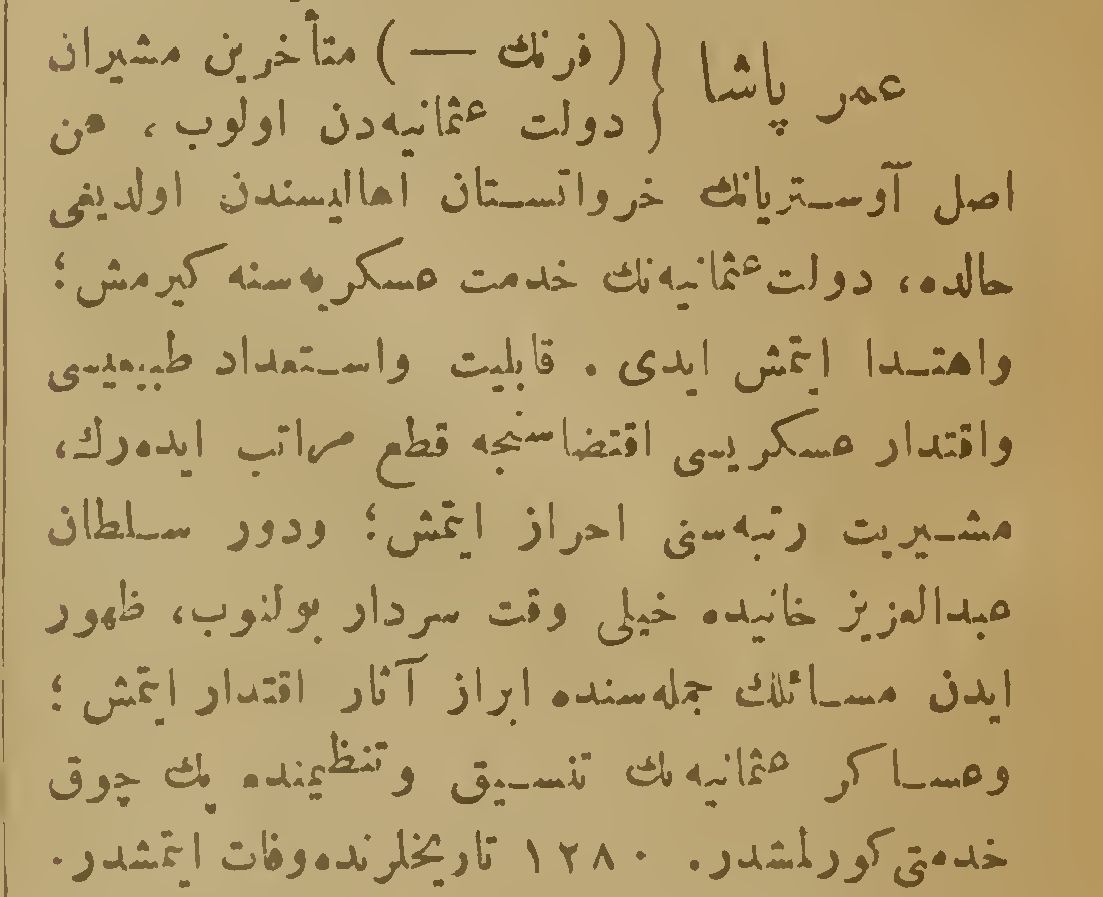 عمر پاشا { (فرنك —) متأخرين مشيران
دولت عثمانيه‌دن اولوب، من
اصل آوستريانك خرواتستان اهاليسندن اولديغى
حالده، دولت عثمانيه‌نك خدمت عسكريه‌سنه كيرمش؛
واهتدا ايتمش ايدى. قابليت واستعداد طبيعيسى
واقتدار عسكريسى اقتضاسنجه قطع مراتب ايده‌رك،
مشيريت رتبه‌سنى احراز ايتمش؛ ودور سلطان
عبدالعزيز خانيده خيلى وقت سردار بولنوب، ظهور
ايدن مسائلك جمله‌سنده ابراز آثار اقتدار ايتمش؛
وعساكر عثمانيه‌نك تنسيق وتنظيمنده پك چوق
خدمتى كورلمشدر. ١٢٨٠ تاريخلرنده وفات ايتمشدر.